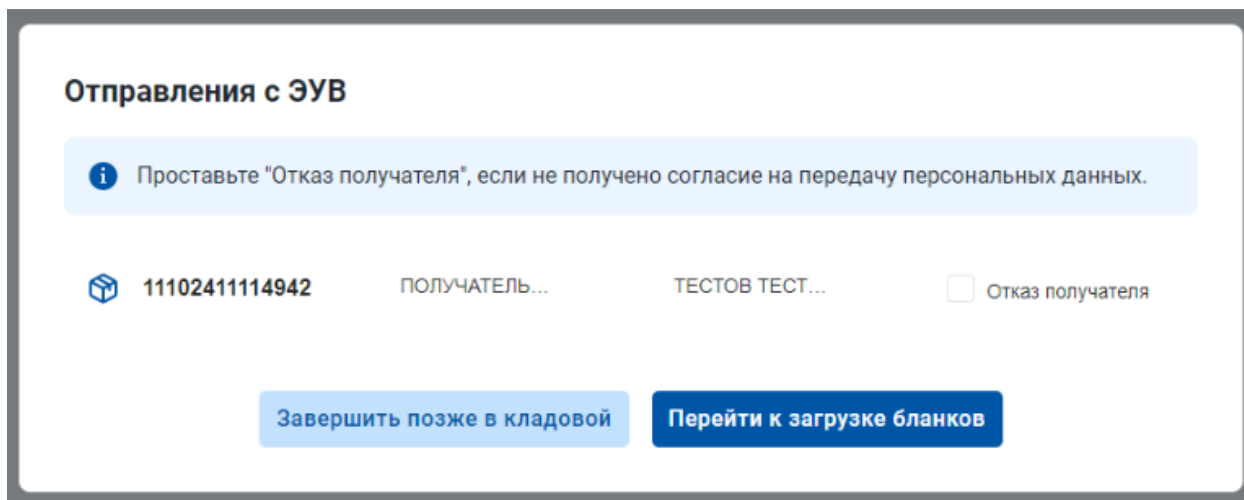 Отправления с ЭУВ
Проставьте "Отказ получателя", если не получено согласие на передачу персональных данных.
11102411114942 ПОЛУЧАТЕЛЬ... ТЕСТОВ ТЕСТ... Отказ получателя
Завершить позже в кладовой Перейти к загрузке бланков